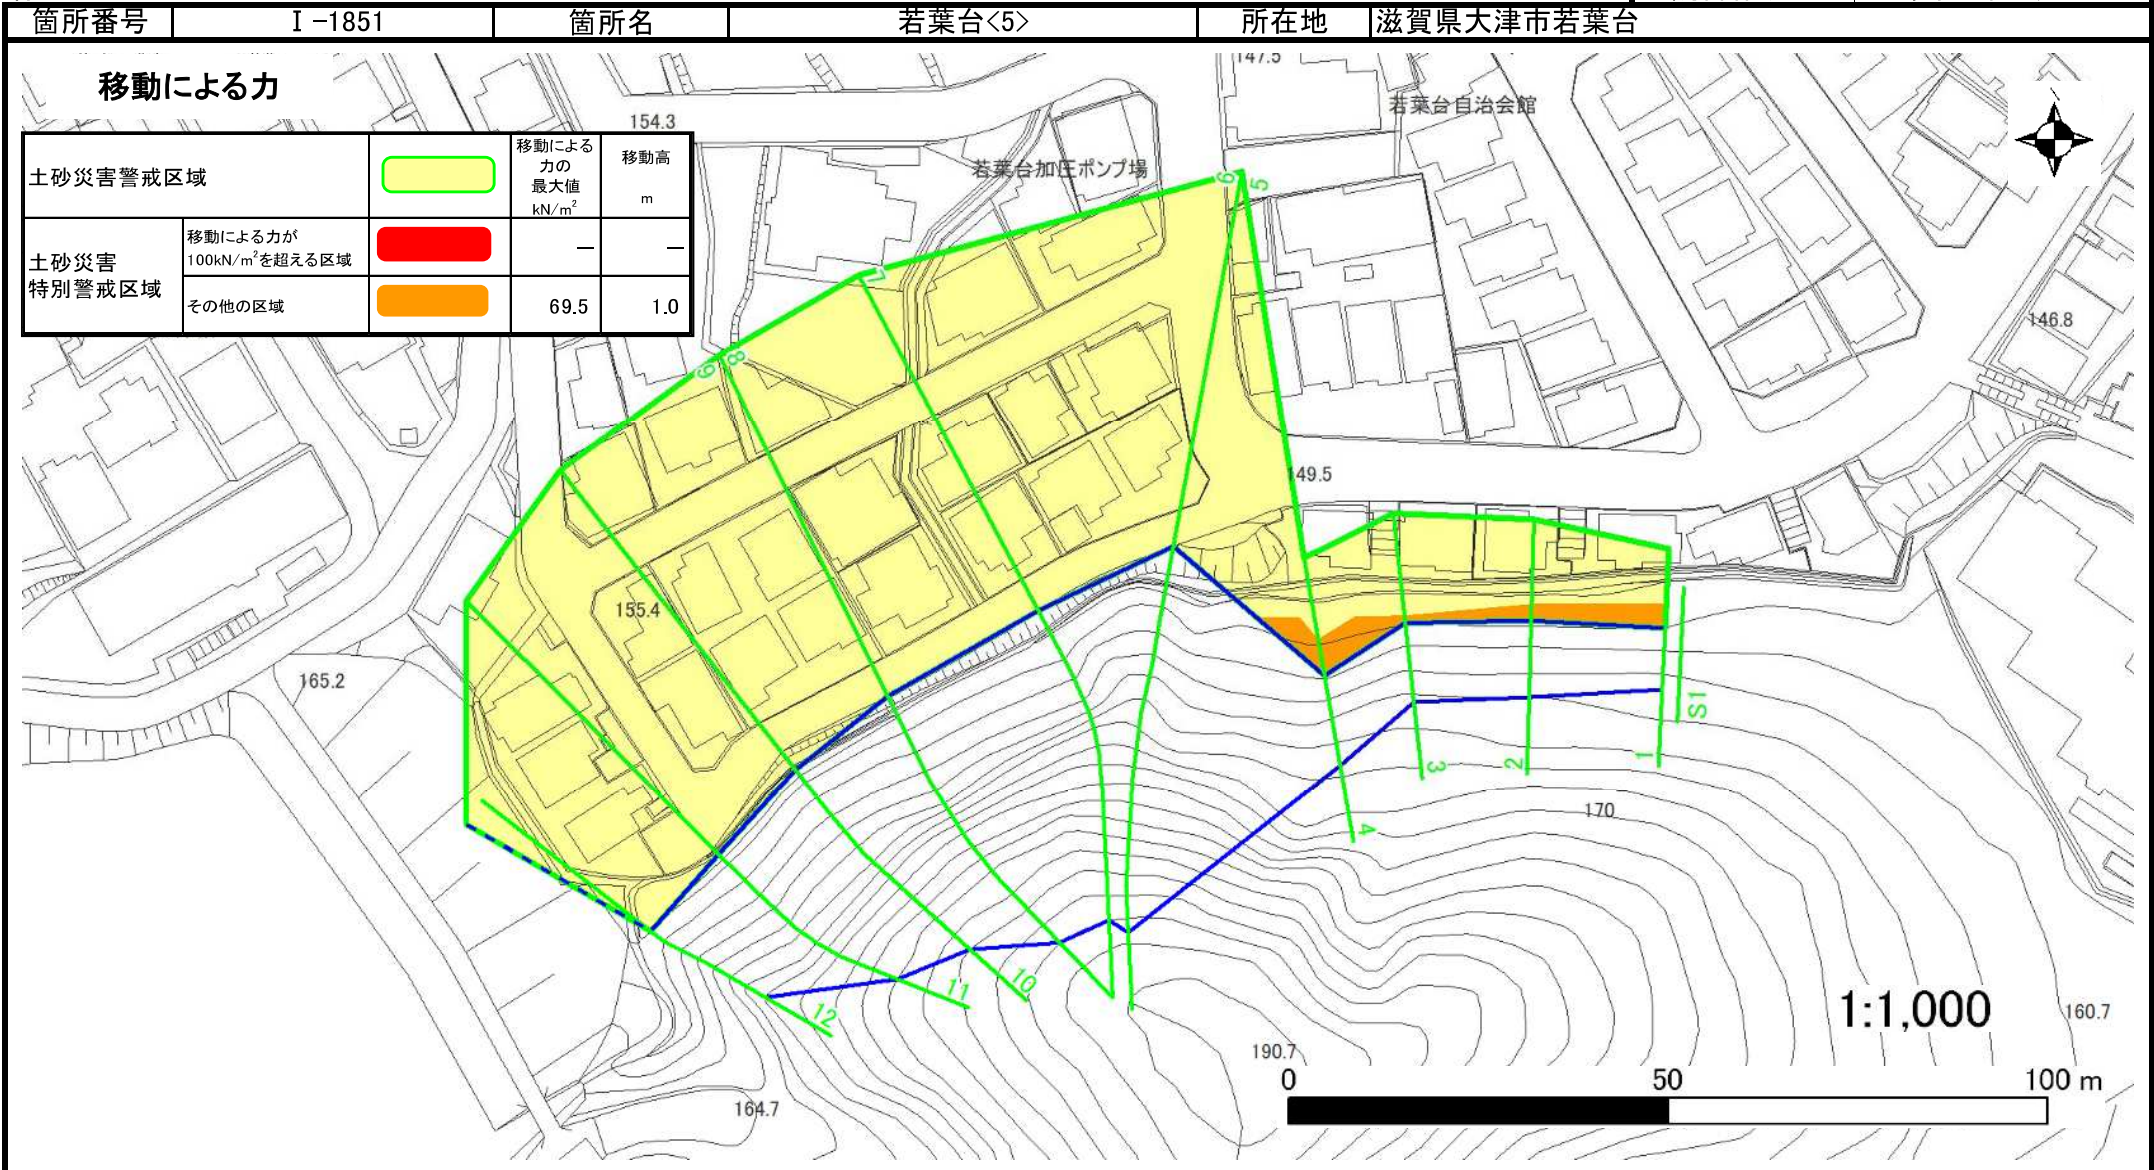 箇所番号 Ⅰ-1851 箇所名 若葉台<5> 所在地 滋賀県大津市若葉台
移動による力
土砂災害警戒区域
移動による
力の
最大値
kN/m²
移動高
m
土砂災害
特別警戒区域
移動による力が
100kN/m²を超える区域
― ―
その他の区域 69.5 1.0
147.5
154.3
若葉台自治会館
若葉台加圧ポンプ場
6 5
7
8
9
146.8
149.5
155.4
165.2
S1
1
2
3
4
170
10
11
12
190.7
160.7
164.7
1:1,000
0 50 100 m